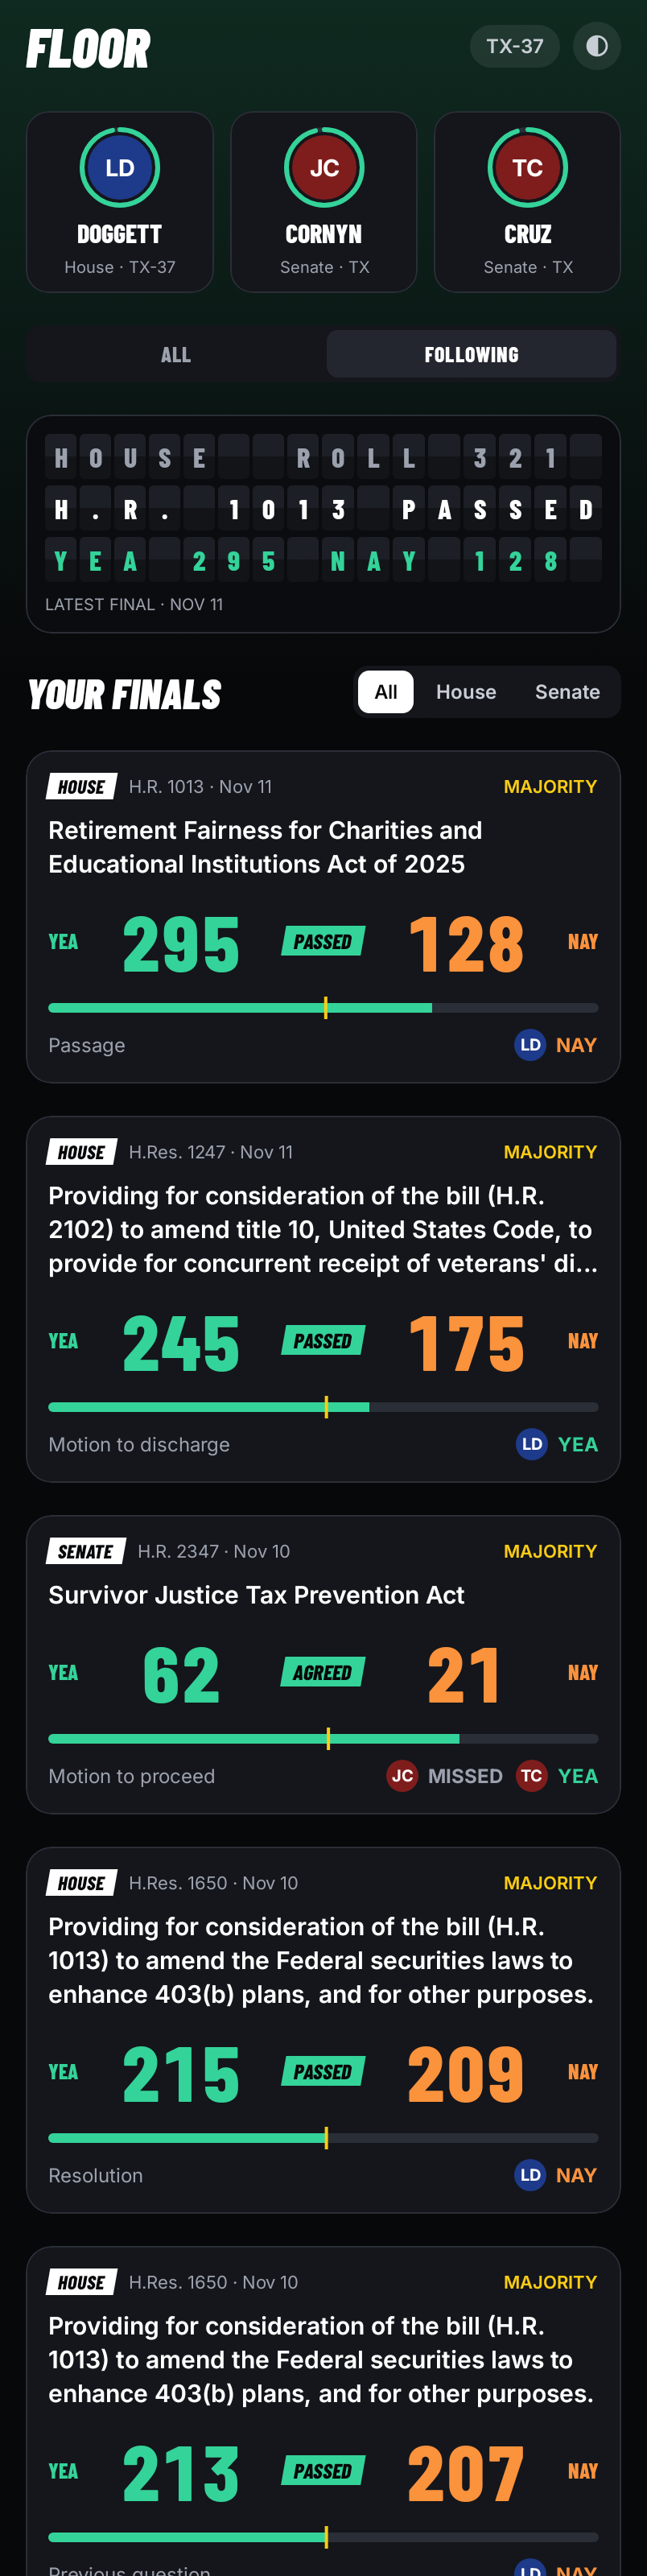 FLOOR
TX-37
LD
JC
TC
DOGGETT
CORNYN
CRUZ
House · TX-37
Senate · TX
Senate · TX
ALL
FOLLOWING
HOUSE  ROLL 321
H.R. 1013 PASSED
YEA 295 NAY 128
LATEST FINAL · NOV 11
YOUR FINALS
All
House
Senate
HOUSE H.R. 1013 · Nov 11 MAJORITY
Retirement Fairness for Charities and
Educational Institutions Act of 2025
YEA 295 PASSED 128 NAY
Passage LD NAY
HOUSE H.Res. 1247 · Nov 11 MAJORITY
Providing for consideration of the bill (H.R.
2102) to amend title 10, United States Code, to
provide for concurrent receipt of veterans' di...
YEA 245 PASSED 175 NAY
Motion to discharge LD YEA
SENATE H.R. 2347 · Nov 10 MAJORITY
Survivor Justice Tax Prevention Act
YEA 62 AGREED 21 NAY
Motion to proceed JC MISSED TC YEA
HOUSE H.Res. 1650 · Nov 10 MAJORITY
Providing for consideration of the bill (H.R.
1013) to amend the Federal securities laws to
enhance 403(b) plans, and for other purposes.
YEA 215 PASSED 209 NAY
Resolution LD NAY
HOUSE H.Res. 1650 · Nov 10 MAJORITY
Providing for consideration of the bill (H.R.
1013) to amend the Federal securities laws to
enhance 403(b) plans, and for other purposes.
YEA 213 PASSED 207 NAY
Previous question LD NAY